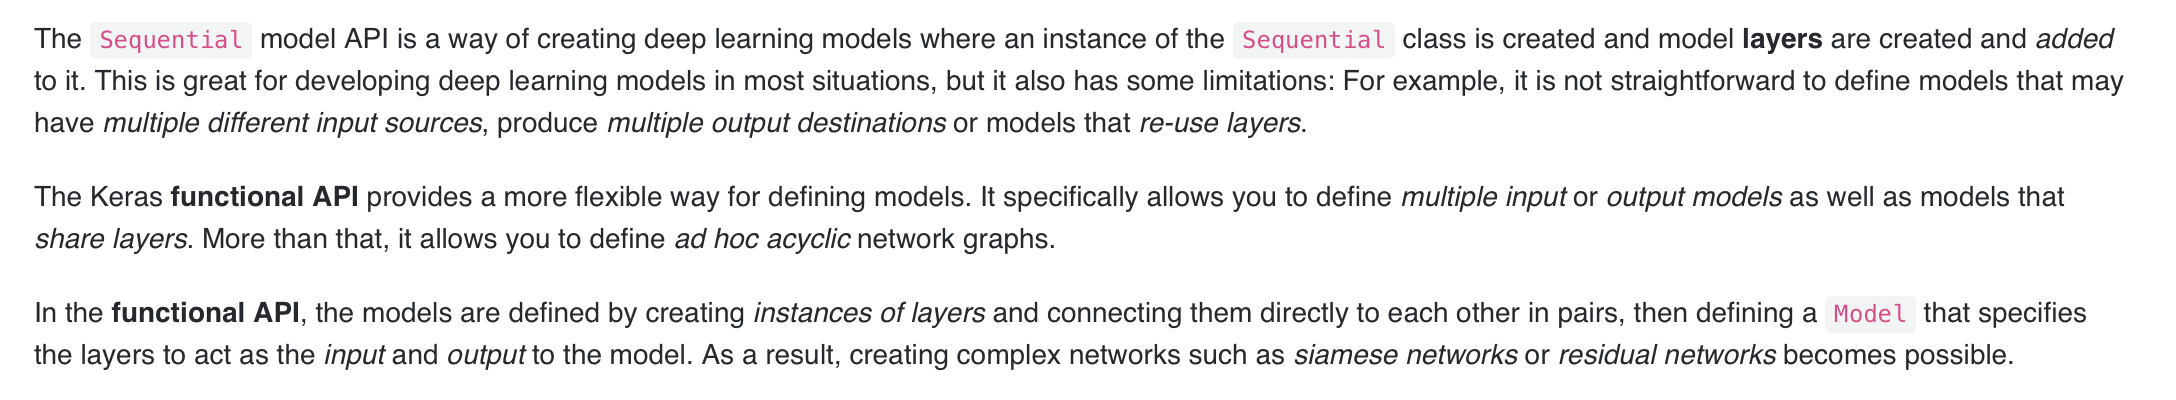 The Sequential model API is a way of creating deep learning models where an instance of the Sequential class is created and model layers are created and added
to it. This is great for developing deep learning models in most situations, but it also has some limitations: For example, it is not straightforward to define models that may
have multiple different input sources, produce multiple output destinations or models that re-use layers.
The Keras functional API provides a more flexible way for defining models. It specifically allows you to define multiple input or output models as well as models that
share layers. More than that, it allows you to define ad hoc acyclic network graphs.
In the functional API, the models are defined by creating instances of layers and connecting them directly to each other in pairs, then defining a Model that specifies
the layers to act as the input and output to the model. As a result, creating complex networks such as siamese networks or residual networks becomes possible.